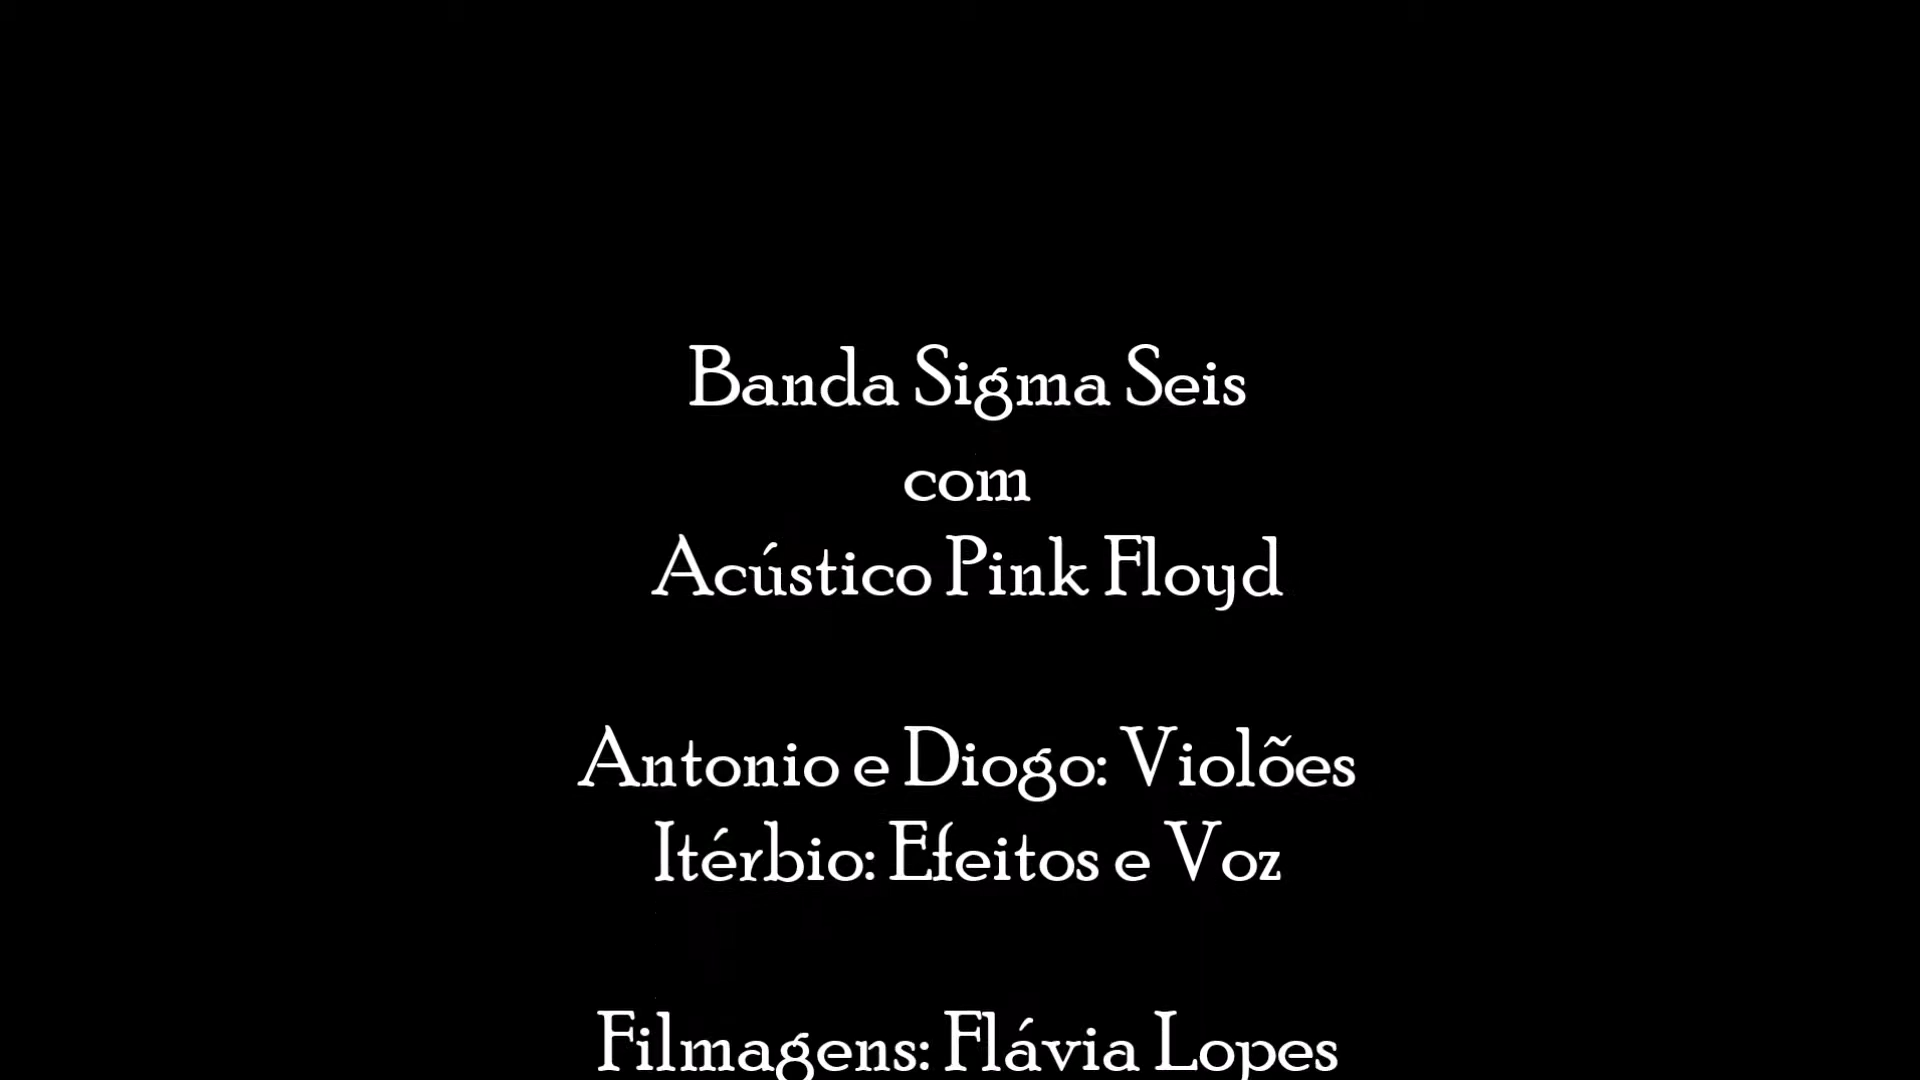 Banda Sigma Seis
com
Acústico Pink Floyd
Antonio e Diogo: Violões
Itérbio: Efeitos e Voz
Filmagens: Flávia Lopes